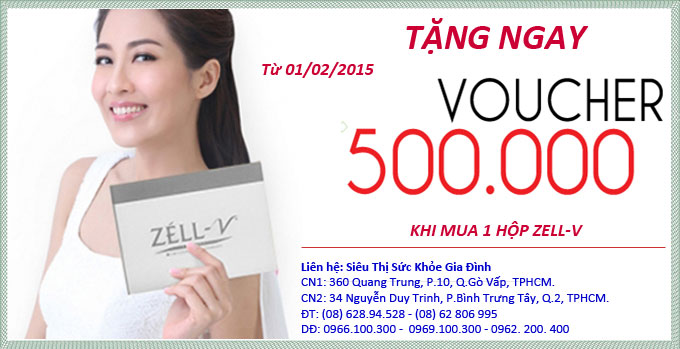 TẶNG NGAY
Từ 01/02/2015
VOUCHER
500.000
ZÉLL-V
KHI MUA 1 HỘP ZELL-V
Liên hệ: Siêu Thị Sức Khỏe Gia Đình
CN1: 360 Quang Trung, P.10, Q.Gò Vấp, TPHCM.
CN2: 34 Nguyễn Duy Trinh, P.Bình Trưng Tây, Q.2, TPHCM.
ĐT: (08) 628.94.528 - (08) 62 806 995
DĐ: 0966.100.300 - 0969.100.300 - 0962. 200. 400